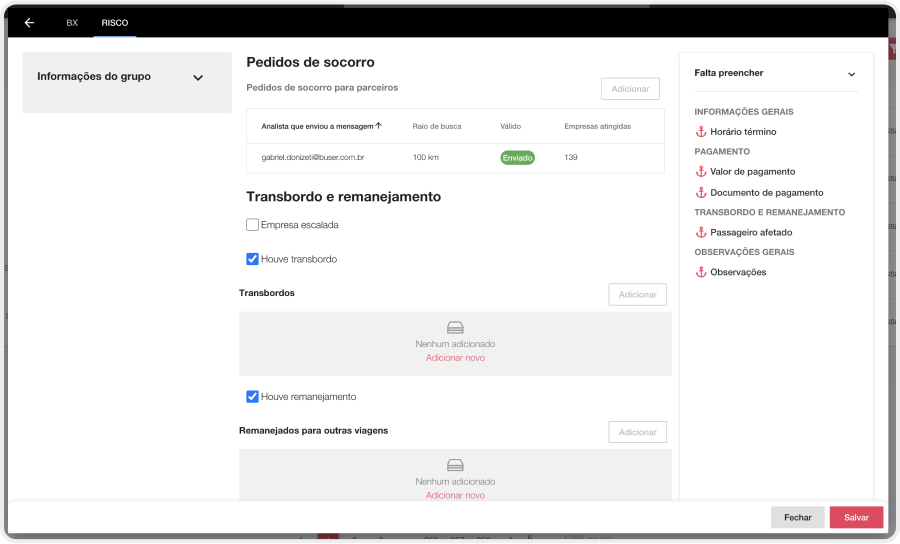 BX RISCO
Informações do grupo
Pedidos de socorro
Pedidos de socorro para parceiros
Adicionar
Analista que enviou a mensagem Raio de busca Válido Empresas atingidas
gabriel.donizeti@buser.com.br 100 km Enviado 139
Transbordo e remanejamento
Empresa escalada
Houve transbordo
Transbordos
Adicionar
Nenhum adicionado
Adicionar novo
Houve remanejamento
Remanejados para outras viagens
Adicionar
Nenhum adicionado
Adicionar novo
Falta preencher
INFORMAÇÕES GERAIS
Horário término
PAGAMENTO
Valor de pagamento
Documento de pagamento
TRANSBORDO E REMANEJAMENTO
Passageiro afetado
OBSERVAÇÕES GERAIS
Observações
Fechar Salvar